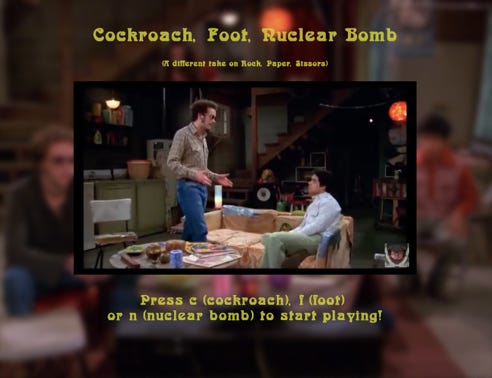 Cockroach, Foot, Nuclear Bomb
(A different take on Rock, Paper, Sissors)
Press c (cockroach), f (foot)
or n (nuclear bomb) to start playing!